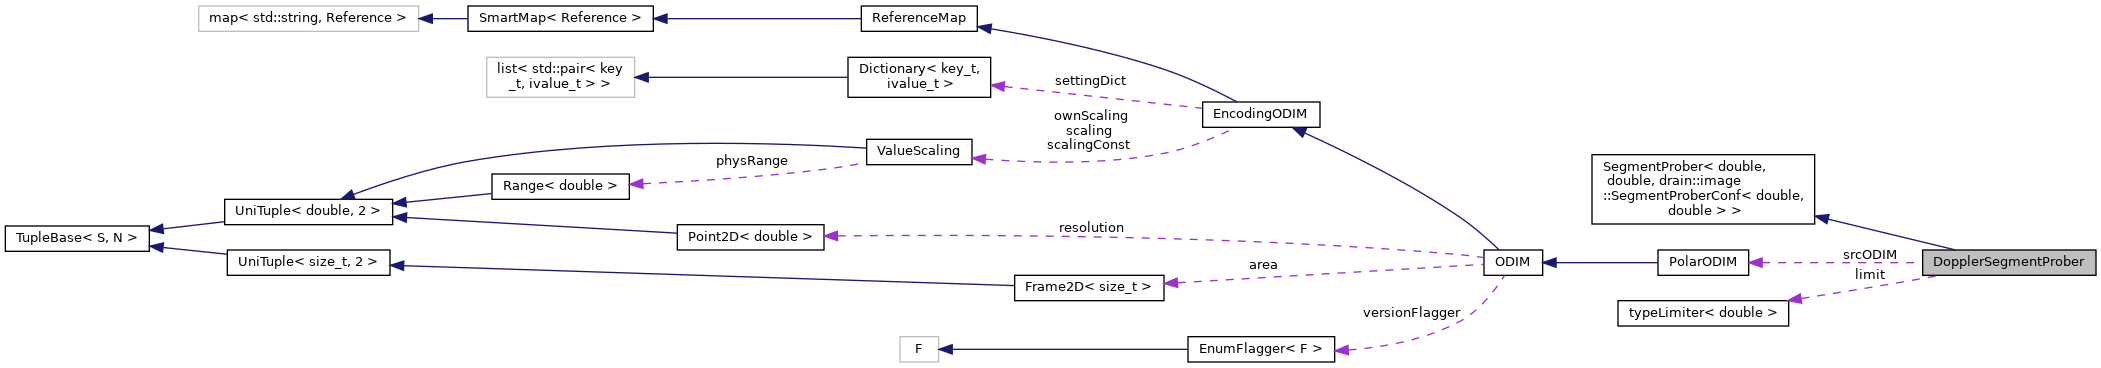 map< std::string, Reference >
SmartMap< Reference >
ReferenceMap
list< std::pair< key
_t, ivalue_t > >
Dictionary< key_t,
ivalue_t >
settingDict
EncodingODIM
ownScaling
scaling
scalingConst
ValueScaling
physRange
Range< double >
UniTuple< double, 2 >
TupleBase< S, N >
UniTuple< size_t, 2 >
Point2D< double >
resolution
area
Frame2D< size_t >
ODIM
versionFlagger
F
EnumFlagger< F >
SegmentProber< double,
double, drain::image
::SegmentProberConf< double,
double > >
PolarODIM
srcODIM
limit
DopplerSegmentProber
typeLimiter< double >